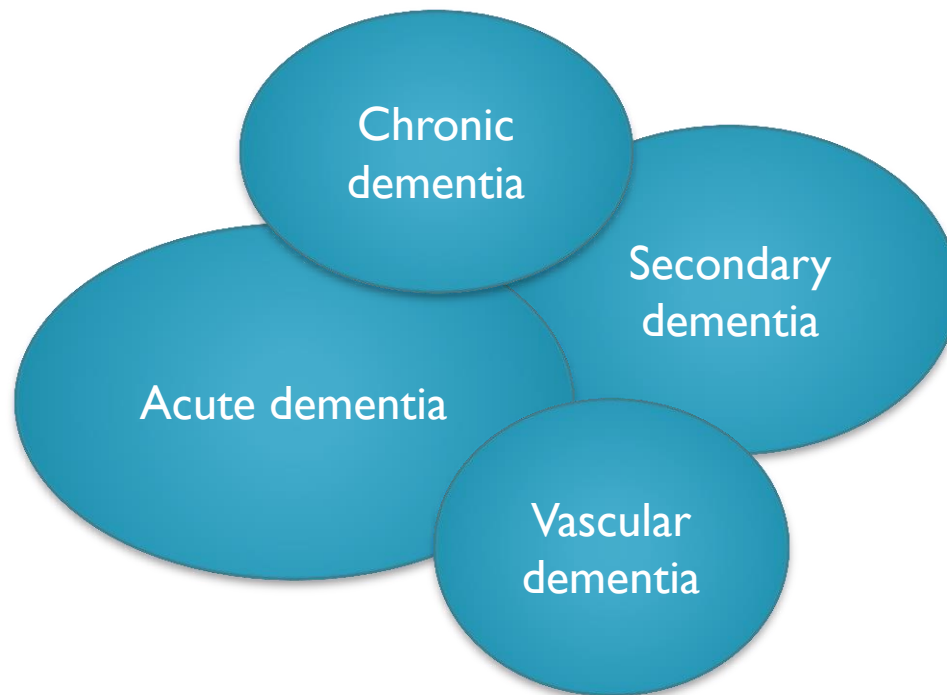 Chronic
dementia
Secondary
dementia
Acute dementia
Vascular
dementia